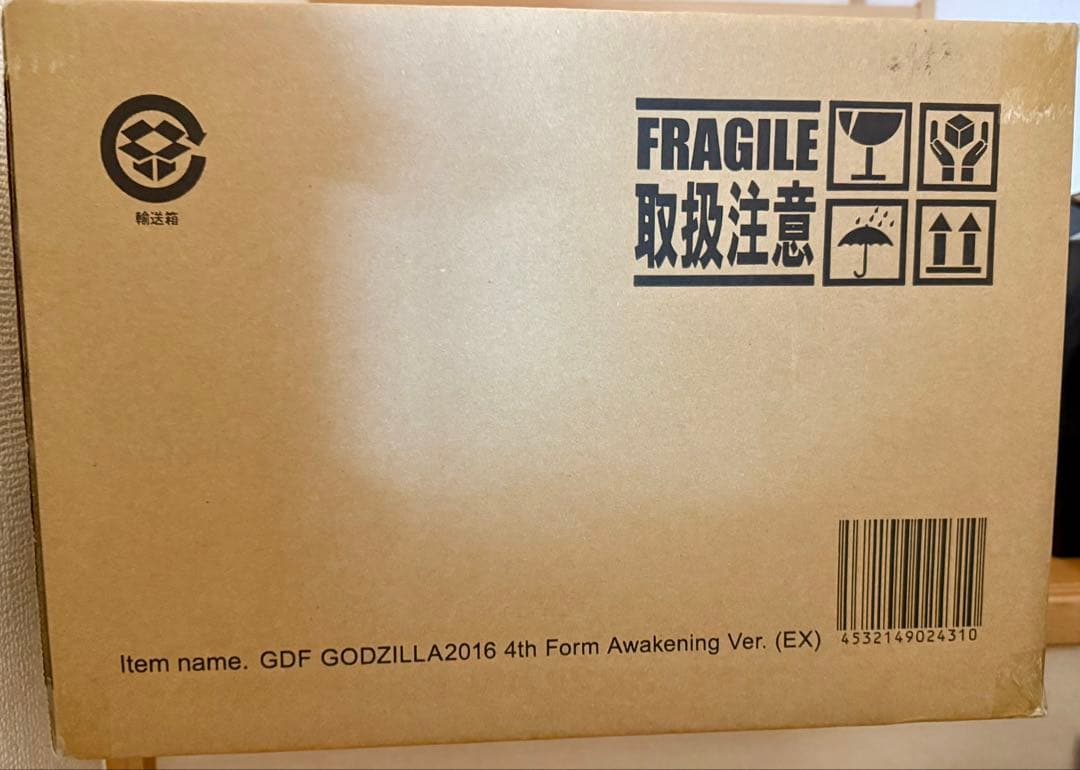 輸送箱
FRAGILE
取扱注意
Item name. GDF GODZILLA2016 4th Form Awakening Ver. (EX)
4532149024310